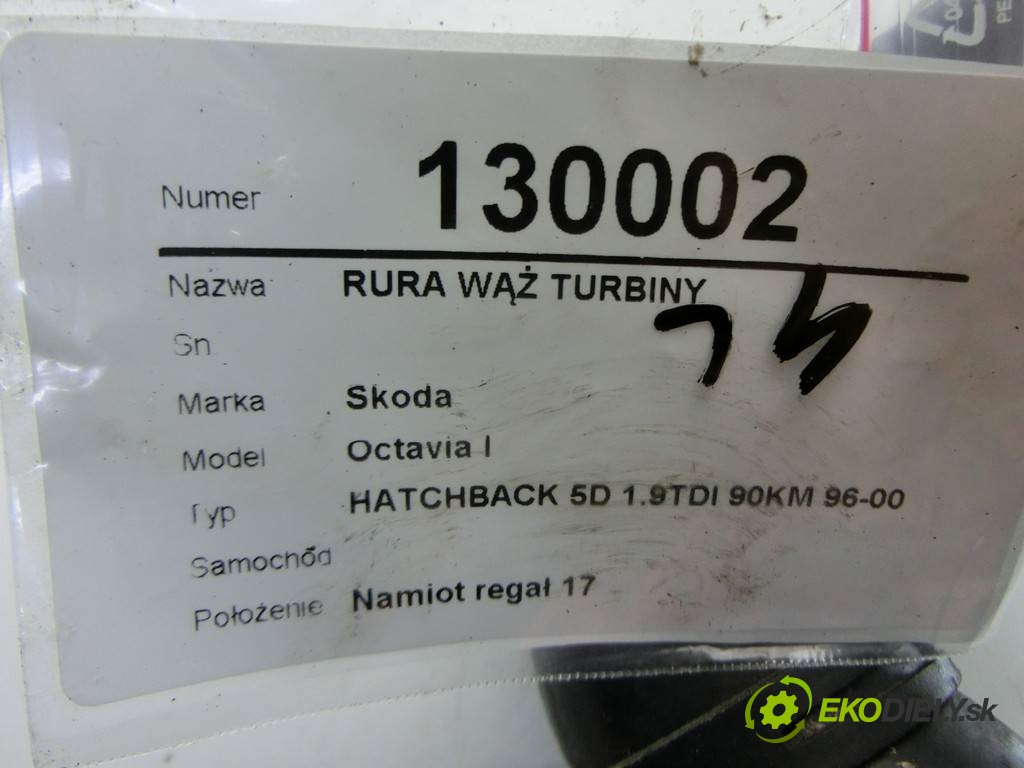 Numer 130002
Nazwa RURA WĄŻ TURBINY
Sn
Marka Skoda
Model Octavia I
Typ HATCHBACK 5D 1.9TDI 90KM 96-00
Samochód
Położenie Namiot regał 17
EKODIELY.sk